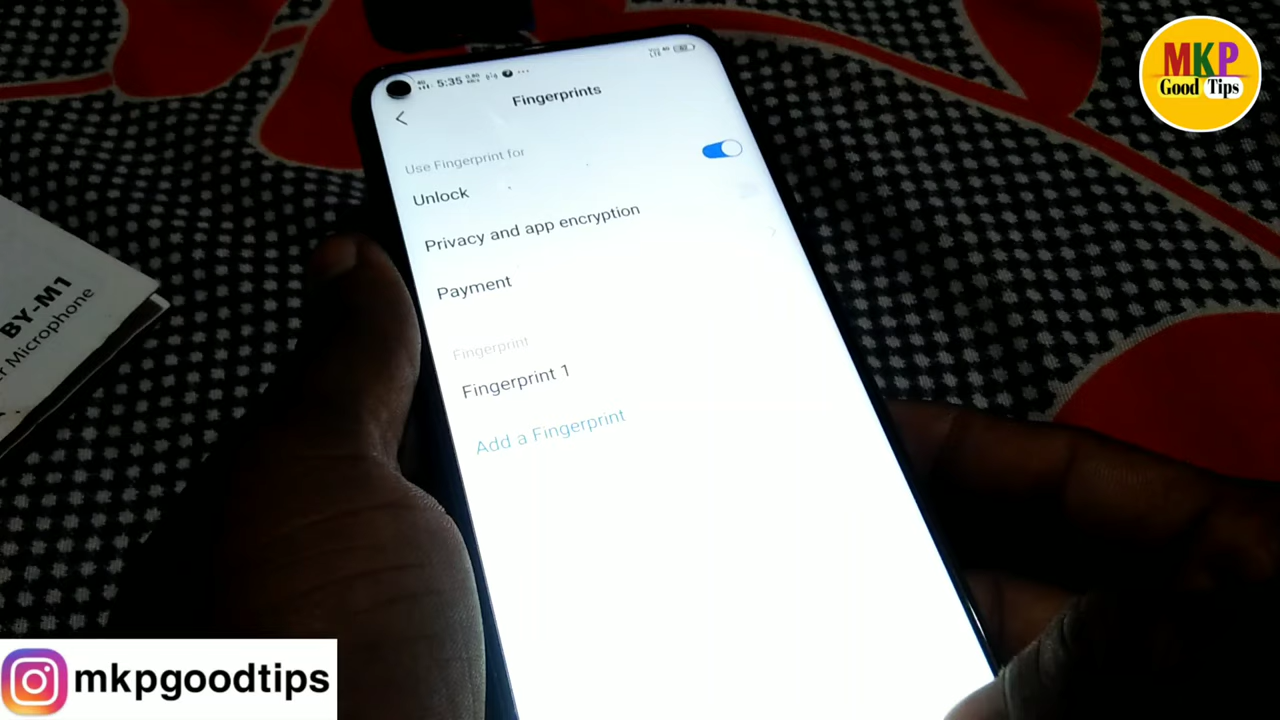 MKP
Good Tips
5:35
Fingerprints
Use Fingerprint for
Unlock
Privacy and app encryption
Payment
Fingerprint
Fingerprint 1
Add a Fingerprint
BY-M1
Microphone
mkpgoodtips